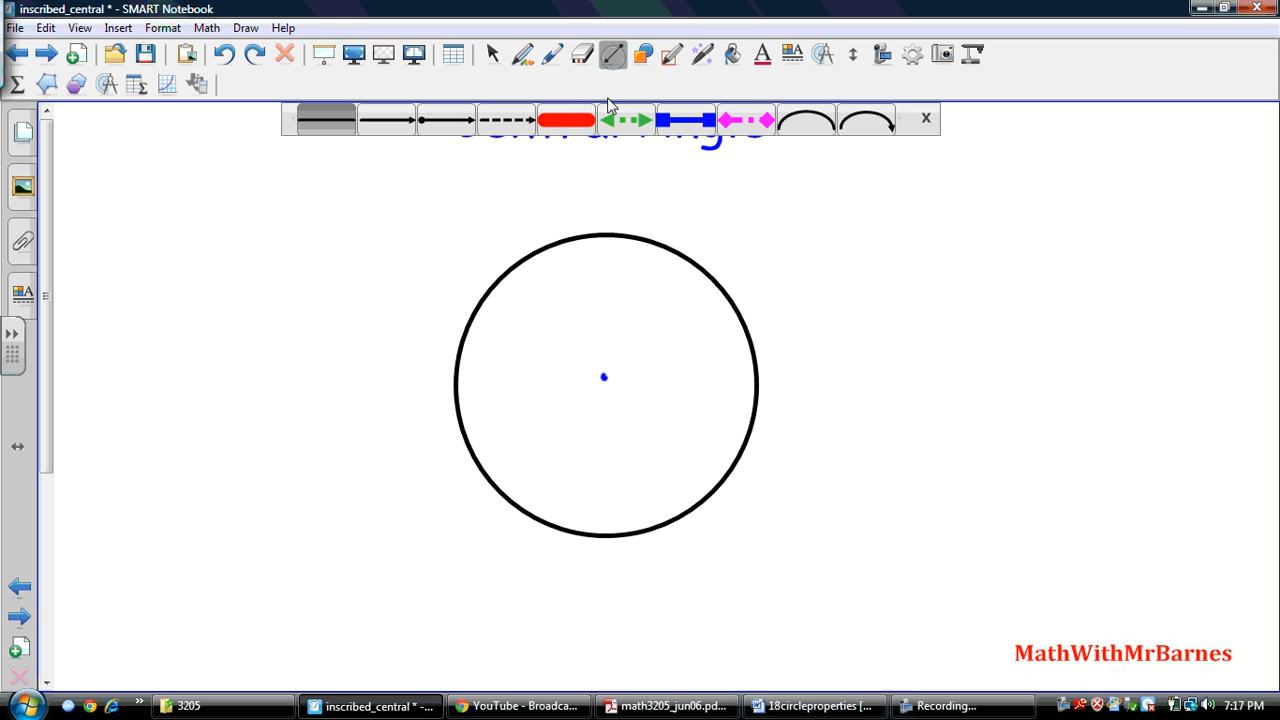 inscribed_central * - SMART Notebook
File Edit View Insert Format Math Draw Help
x
MathWithMrBarnes
3205
inscribed_central * -...
YouTube - Broadca...
math3205_jun06.pd...
18circleproperties [...
Recording...
7:17 PM